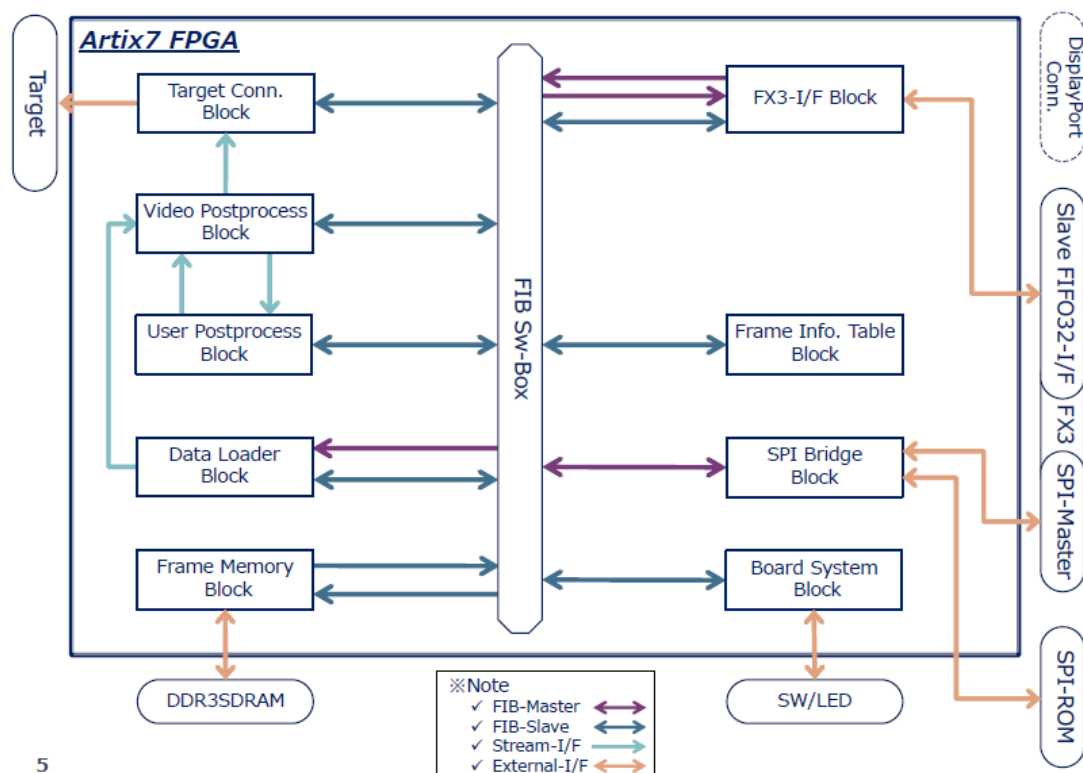 Artix7 FPGA
Target
Target Conn.
Block
Video Postprocess
Block
User Postprocess
Block
Data Loader
Block
Frame Memory
Block
FIB Sw-Box
FX3-I/F Block
Frame Info. Table
Block
SPI Bridge
Block
Board System
Block
DisplayPort
Conn.
Slave FIFO32-I/F
FX3
SPI-Master
SPI-ROM
DDR3SDRAM
SW/LED
※Note
✓ FIB-Master
✓ FIB-Slave
✓ Stream-I/F
✓ External-I/F
5